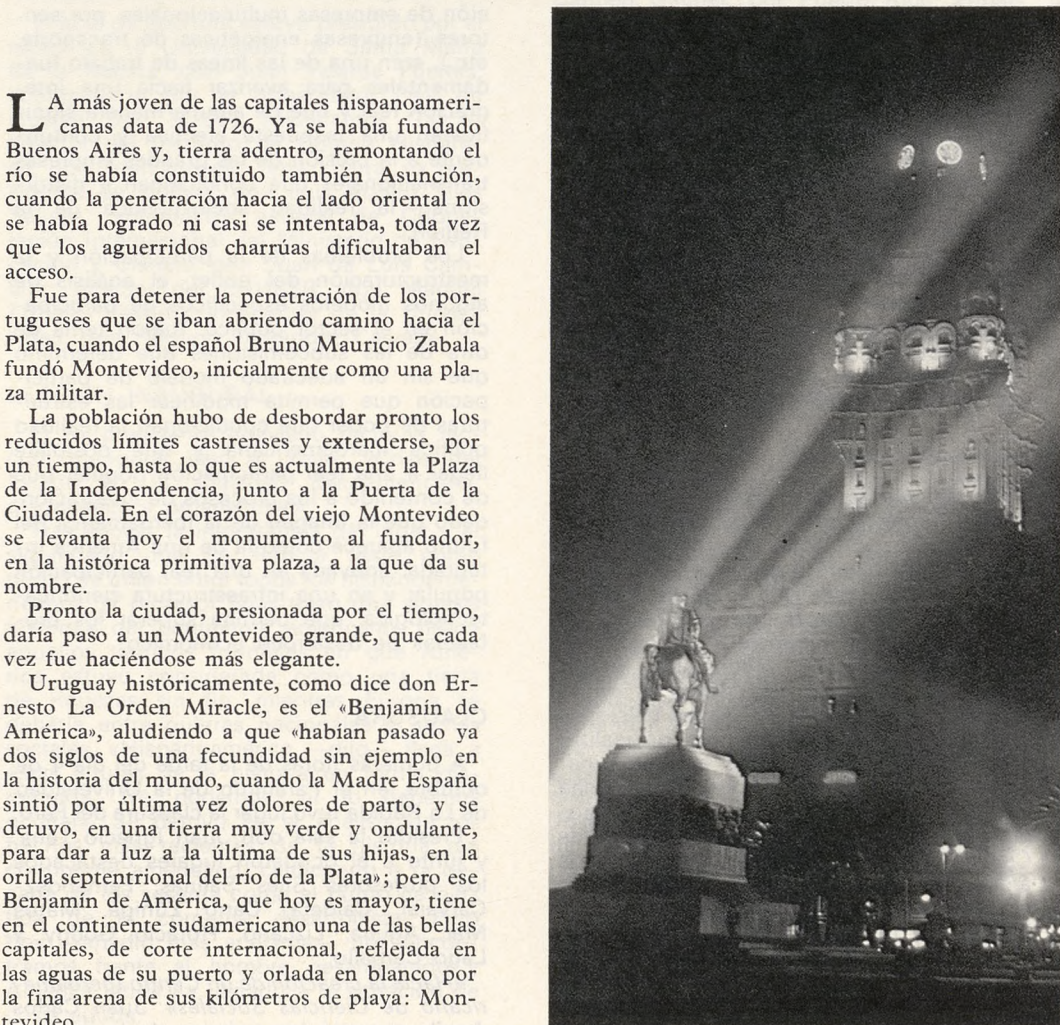 LA más joven de las capitales hispanoameri-
canas data de 1726. Ya se había fundado
Buenos Aires y, tierra adentro, remontando el
río se había constituido también Asunción,
cuando la penetración hacia el lado oriental no
se había logrado ni casi se intentaba, toda vez
que los aguerridos charrúas dificultaban el
acceso.
Fue para detener la penetración de los por-
tugueses que se iban abriendo camino hacia el
Plata, cuando el español Bruno Mauricio Zabala
fundó Montevideo, inicialmente como una pla-
za militar.
La población hubo de desbordar pronto los
reducidos límites castrenses y extenderse, por
un tiempo, hasta lo que es actualmente la Plaza
de la Independencia, junto a la Puerta de la
Ciudadela. En el corazón del viejo Montevideo
se levanta hoy el monumento al fundador,
en la histórica primitiva plaza, a la que da su
nombre.
Pronto la ciudad, presionada por el tiempo,
daría paso a un Montevideo grande, que cada
vez fue haciéndose más elegante.
Uruguay históricamente, como dice don Er-
nesto La Orden Miracle, es el «Benjamín de
América», aludiendo a que «habían pasado ya
dos siglos de una fecundidad sin ejemplo en
la historia del mundo, cuando la Madre España
sintió por última vez dolores de parto, y se
detuvo, en una tierra muy verde y ondulante,
para dar a luz a la última de sus hijas, en la
orilla septentrional del río de la Plata»; pero ese
Benjamín de América, que hoy es mayor, tiene
en el continente sudamericano una de las bellas
capitales, de corte internacional, reflejada en
las aguas de su puerto y orlada en blanco por
la fina arena de sus kilómetros de playa: Mon-
tevideo.